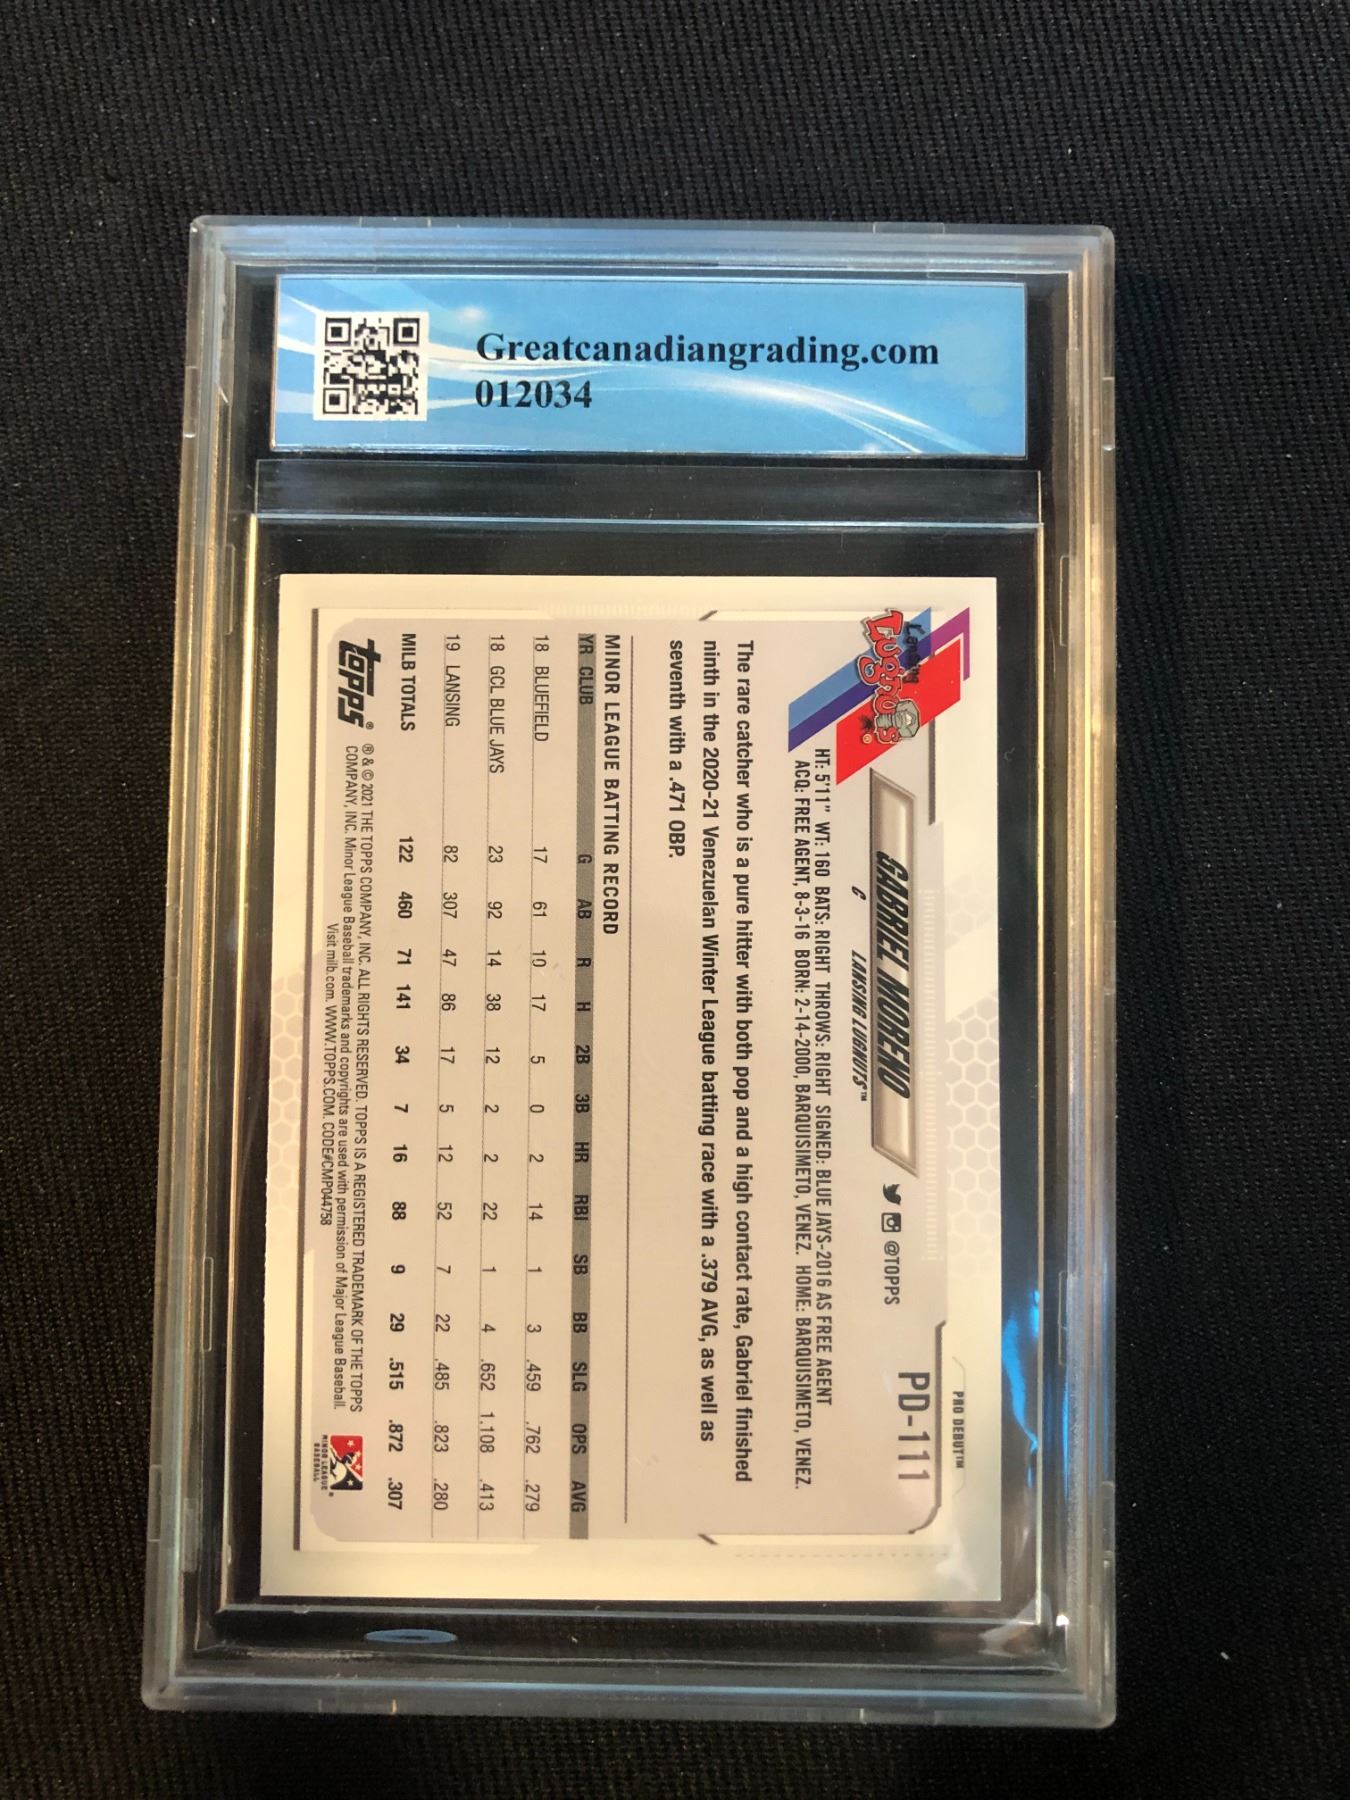 Greatcanadiangrading.com
012034
Lansing
Lugnuts®
PRO DEBUT™
GABRIEL MORENO
@TOPPS
PD-111
C LANSING LUGNUTS™
HT: 5'11" WT: 160 BATS: RIGHT THROWS: RIGHT SIGNED: BLUE JAYS-2016 AS FREE AGENT
ACQ: FREE AGENT, 8-3-16 BORN: 2-14-2000, BARQUISIMETO, VENEZ. HOME: BARQUISIMETO, VENEZ.
The rare catcher who is a pure hitter with both pop and a high contact rate, Gabriel finished
ninth in the 2020-21 Venezuelan Winter League batting race with a .379 AVG, as well as
seventh with a .471 OBP.
MINOR LEAGUE BATTING RECORD
YR CLUB G AB R H 2B 3B HR RBI SB BB SLG OPS AVG
18 BLUEFIELD 17 61 10 17 5 0 2 14 1 3 .459 .762 .279
18 GCL BLUE JAYS 23 92 14 38 12 2 2 22 1 4 .652 1.108 .413
19 LANSING 82 307 47 86 17 5 12 52 7 22 .485 .823 .280
MILB TOTALS 122 460 71 141 34 7 16 88 9 29 .515 .872 .307
topps®
® & © 2021 THE TOPPS COMPANY, INC. ALL RIGHTS RESERVED. TOPPS IS A REGISTERED TRADEMARK OF THE TOPPS
COMPANY, INC. Minor League Baseball trademarks and copyrights are used with permission of Major League Baseball.
Visit milb.com. WWW.TOPPS.COM. CODE#CMP044758
MINOR LEAGUE
BASEBALL®